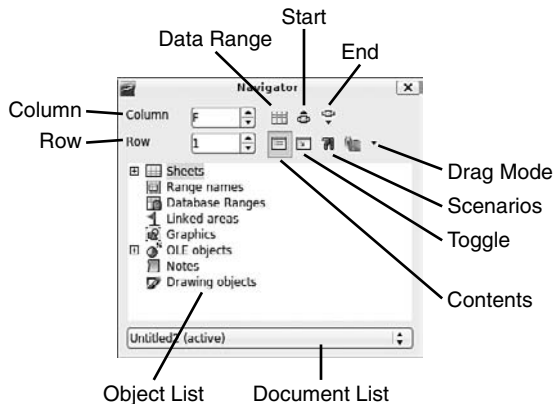 Start
Data Range
End
Navigator
Column
Column
F
Row
Row
1
Drag Mode
Scenarios
Toggle
Contents
Sheets
Range names
Database Ranges
Linked areas
Graphics
OLE objects
Notes
Drawing objects
Untitled2 (active)
Object List
Document List